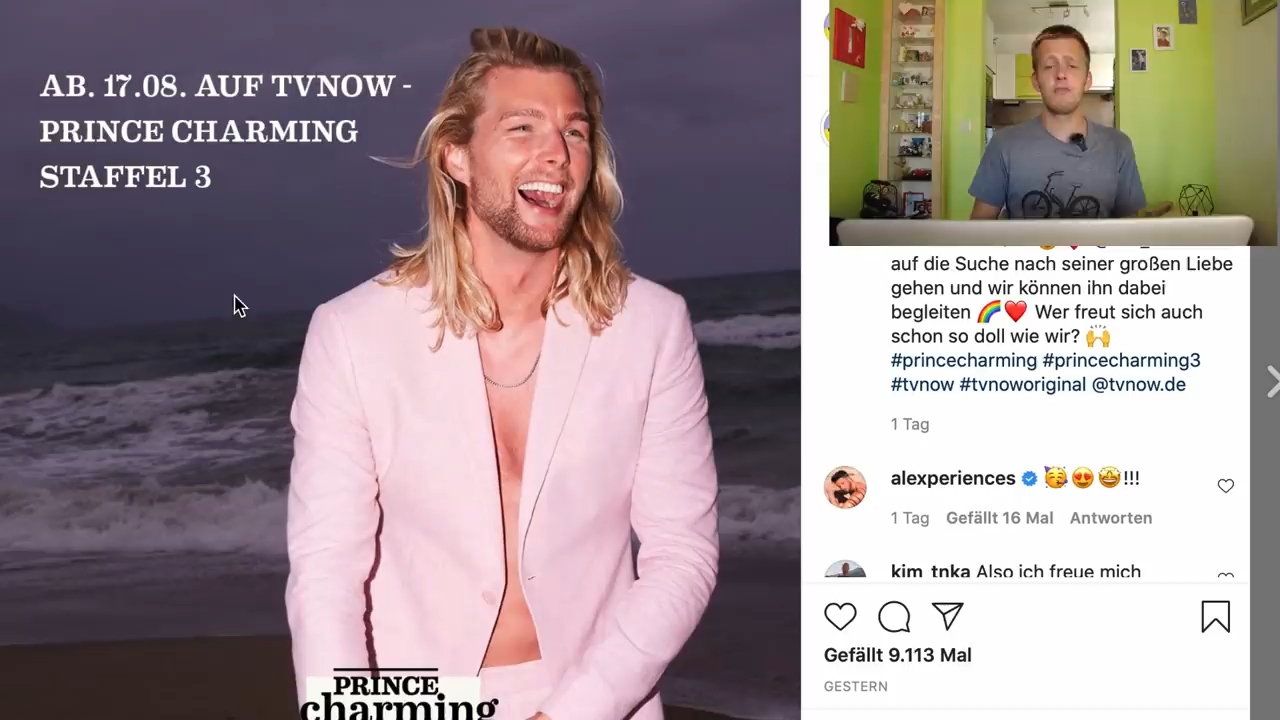 AB. 17.08. AUF TVNOW -
PRINCE CHARMING
STAFFEL 3
PRINCE
charming
auf die Suche nach seiner großen Liebe
gehen und wir können ihn dabei
begleiten 🌈❤️ Wer freut sich auch
schon so doll wie wir? 🙌
#princecharming #princecharming3
#tvnow #tvnoworiginal @tvnow.de
1 Tag
alexperiences 🥳😍🤩!!!
1 Tag Gefällt 16 Mal Antworten
kim_tnka Also ich freue mich
Gefällt 9.113 Mal
GESTERN